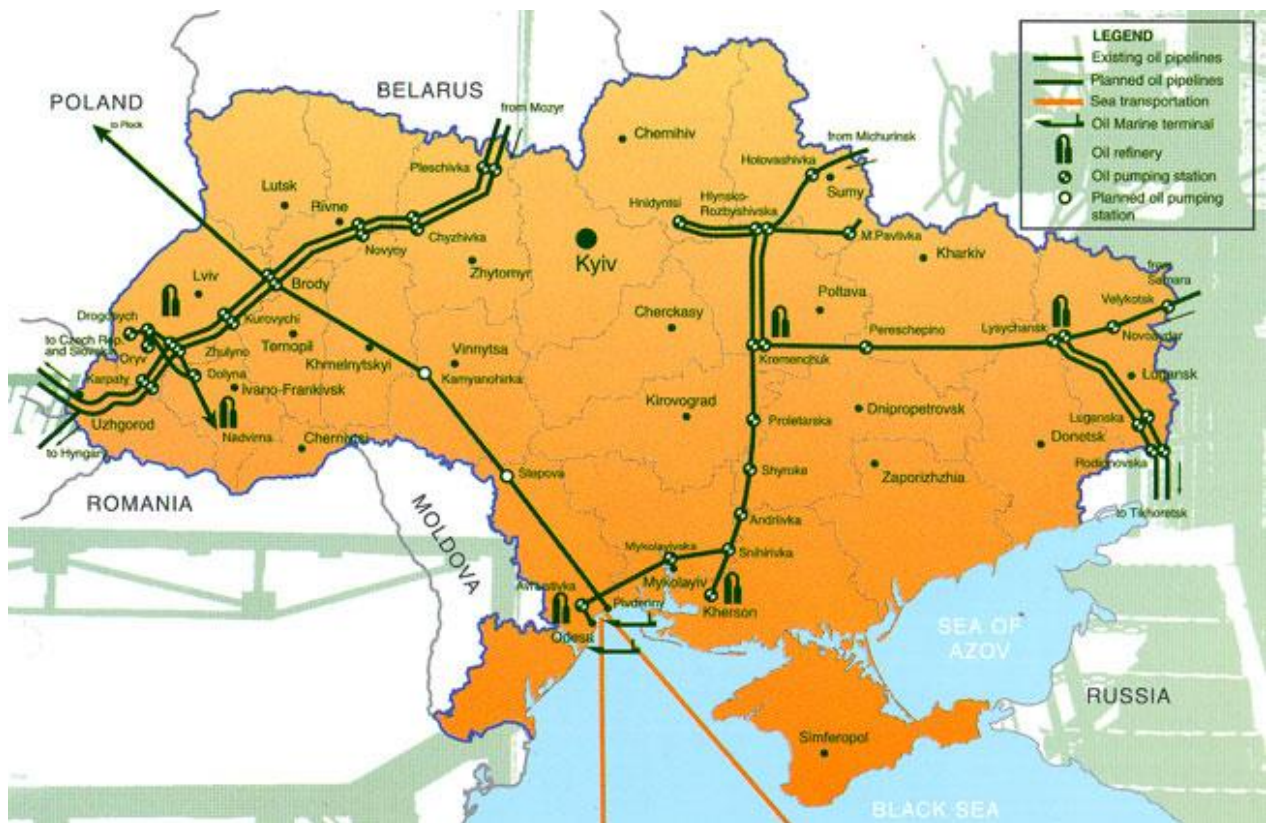 LEGEND
Existing oil pipelines
Planned oil pipelines
Sea transportation
Oil Marine terminal
Oil refinery
Oil pumping station
Planned oil pumping
station
POLAND
to Plock
BELARUS
from Mozyr
Chernihiv
from Michurinsk
Holovashivka
Sumy
Pleschivka
Lutsk
Rivne
Hnidyntsi
Hlynsko-
Rozbyshivska
M.Pavlivka
Novyny
Chyzhivka
Kyiv
Kharkiv
Zhytomyr
from
Samara
Lviv
Brody
Velykotsk
Poltava
Cherckasy
Lysychansk
Novoaydar
Drogobych
Kurovychi
Pereschepino
to Czech Rep.
and Slovakia
Oryv
Zhulyno
Ternopil
Khmelnytskyi
Vinnytsa
Kremenchuk
Karpaty
Dolyna
Ivano-Frankivsk
Kamyanohirka
Lugansk
Uzhgorod
Kirovograd
Proletarska
Dnipropetrovsk
Luganska
Nadvirna
Chernivtsi
Donetsk
to Hyngary
Stepova
Shyroke
Zaporizhzhia
Rodionovska
ROMANIA
MOLDOVA
Andriivka
to Tikhoretsk
Mykolayivska
Snihirivka
Mykolayiv
Pivdenny
Kherson
Odesa
SEA OF
AZOV
RUSSIA
Simferopol
BLACK SEA